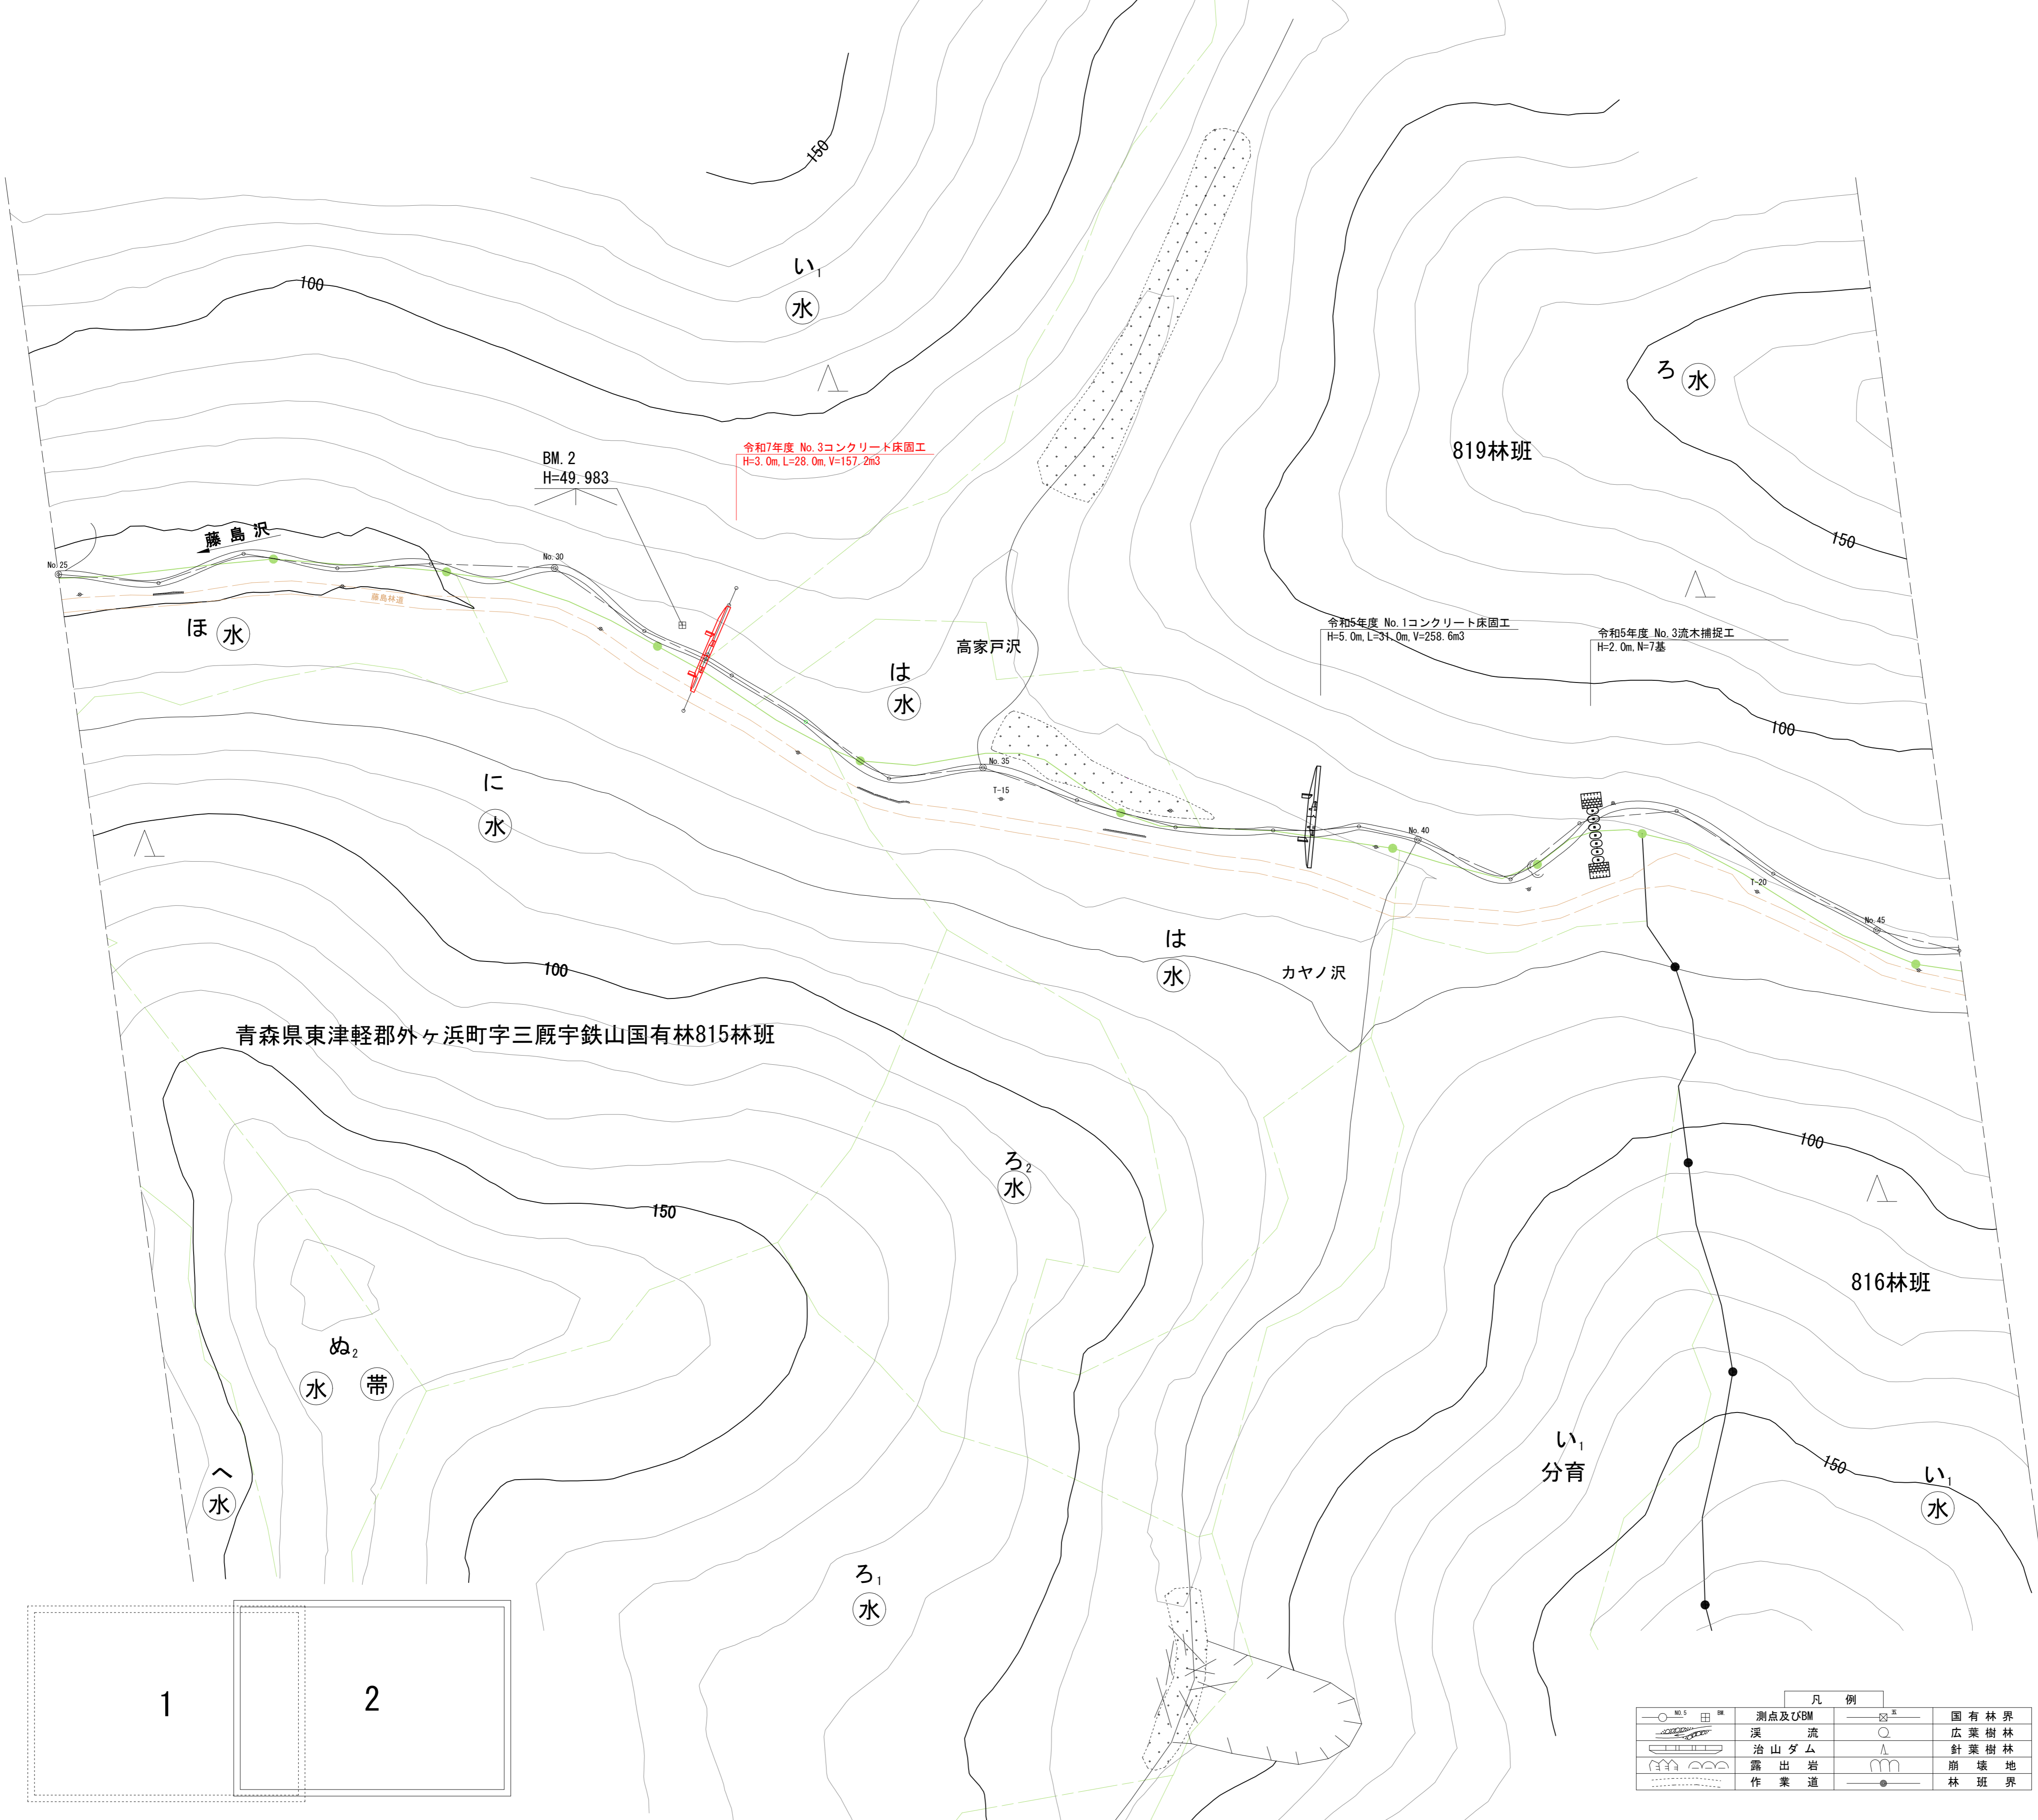 150
100
い1
水
ろ 水
819林班
令和7年度 No.3コンクリート床固工
H=3.0m,L=28.0m,V=157.2m3
BM.2
H=49.983
藤島沢
150
No.25
No.30
藤島林道
ほ 水
は
水
高家戸沢
令和5年度 No.1コンクリート床固工
H=5.0m,L=31.0m,V=258.6m3
令和5年度 No.3流木捕捉工
H=2.0m,N=7基
100
No.35
T-15
に
水
No.40
T-20
No.45
は
水
カヤノ沢
100
青森県東津軽郡外ヶ浜町字三厩宇鉄山国有林815林班
100
ろ2
水
150
816林班
ぬ2
水 帯
い1
分育
150
い1
水
へ
水
ろ1
水
1
2
凡 例
NO.5 BM 測点及びBM 国有林界
渓 流 広葉樹林
治山ダム 針葉樹林
露出岩 崩壊地
作業道 林班界